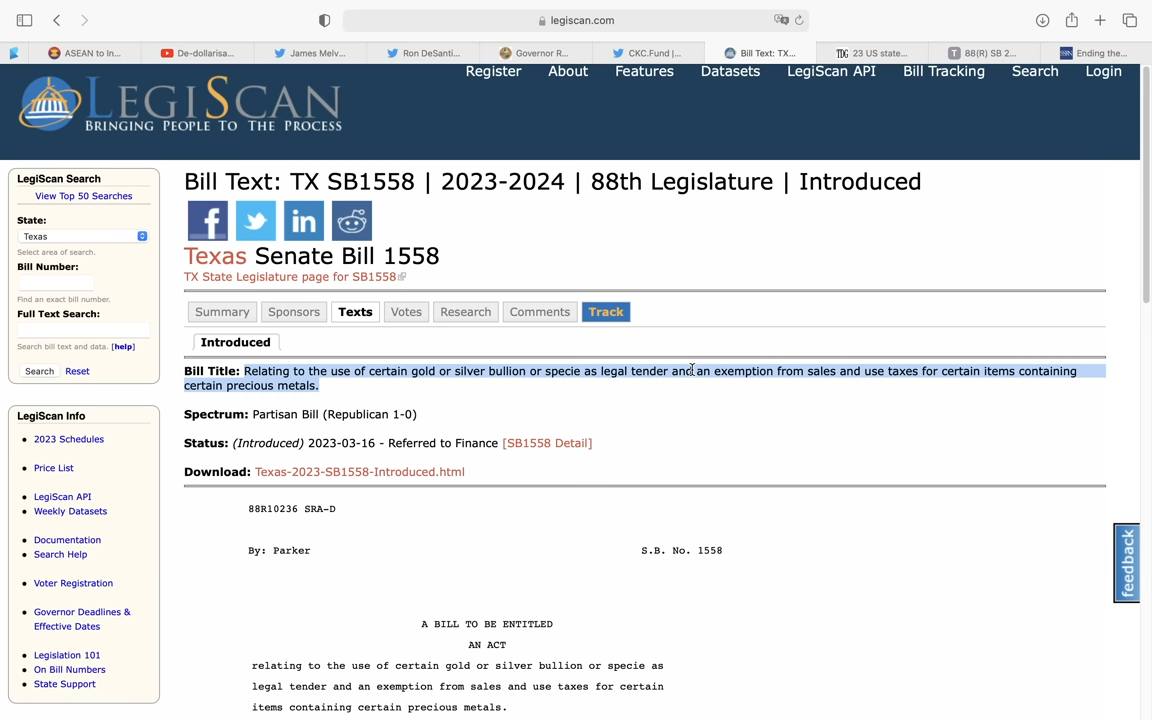 legiscan.com
ASEAN to In...
De-dollarisa...
James Melv...
Ron DeSanti...
Governor R...
CKC.Fund |...
Bill Text: TX...
23 US state...
88(R) SB 2...
Ending the...
Register About Features Datasets LegiScan API Bill Tracking Search Login
LEGISCAN
BRINGING PEOPLE TO THE PROCESS
LegiScan Search
View Top 50 Searches
State:
Texas
Select area of search.
Bill Number:
Find an exact bill number.
Full Text Search:
Search bill text and data. [help]
Search Reset
LegiScan Info
2023 Schedules
Price List
LegiScan API
Weekly Datasets
Documentation
Search Help
Voter Registration
Governor Deadlines &
Effective Dates
Legislation 101
On Bill Numbers
State Support
Bill Text: TX SB1558 | 2023-2024 | 88th Legislature | Introduced
Texas Senate Bill 1558
TX State Legislature page for SB1558
Summary Sponsors Texts Votes Research Comments Track
Introduced
Bill Title: Relating to the use of certain gold or silver bullion or specie as legal tender and an exemption from sales and use taxes for certain items containing
certain precious metals.
Spectrum: Partisan Bill (Republican 1-0)
Status: (Introduced) 2023-03-16 - Referred to Finance [SB1558 Detail]
Download: Texas-2023-SB1558-Introduced.html
88R10236 SRA-D
By: Parker S.B. No. 1558
A BILL TO BE ENTITLED
AN ACT
relating to the use of certain gold or silver bullion or specie as
legal tender and an exemption from sales and use taxes for certain
items containing certain precious metals.
feedback